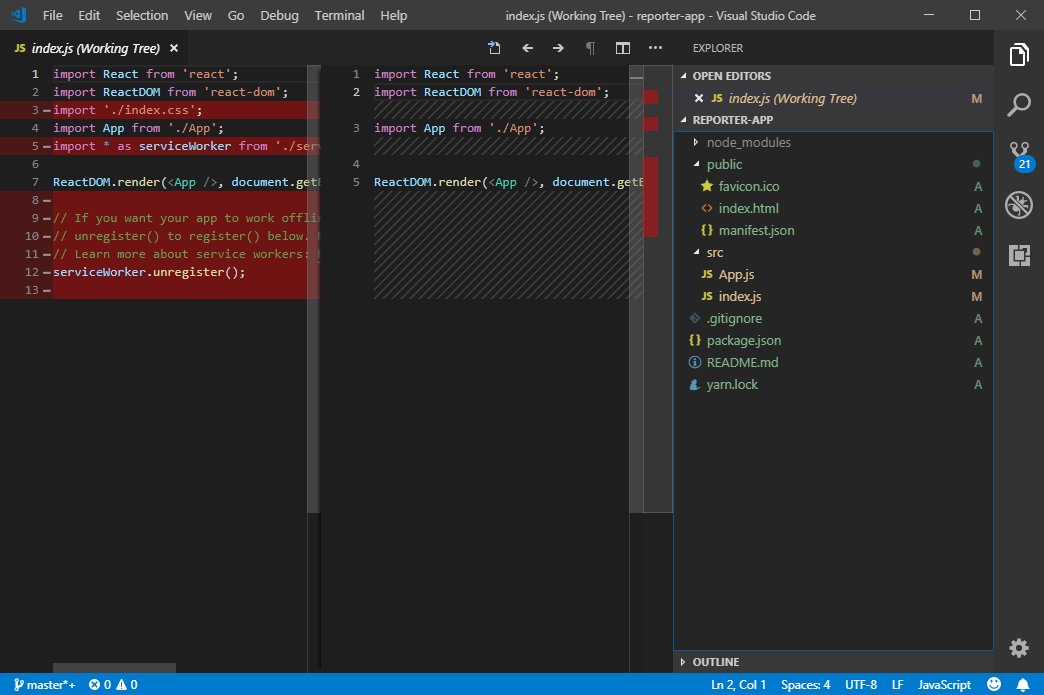 File Edit Selection View Go Debug Terminal Help
index.js (Working Tree) - reporter-app - Visual Studio Code
JS index.js (Working Tree) ×
1 import React from 'react';
2 import ReactDOM from 'react-dom';
3 – import './index.css';
4 import App from './App';
5 – import * as serviceWorker from './serv
6
7 ReactDOM.render(<App />, document.getE
8 –
9 – // If you want your app to work offli
10 – // unregister() to register() below.
11 – // Learn more about service workers:
12 – serviceWorker.unregister();
13 –
1 import React from 'react';
2 import ReactDOM from 'react-dom';
3 import App from './App';
4
5 ReactDOM.render(<App />, document.getE
EXPLORER
OPEN EDITORS
× JS index.js (Working Tree) M
REPORTER-APP
node_modules
public
favicon.ico A
<> index.html A
{} manifest.json A
src
JS App.js M
JS index.js M
.gitignore A
{} package.json A
README.md A
yarn.lock A
OUTLINE
21
master*+ 0 0
Ln 2, Col 1 Spaces: 4 UTF-8 LF JavaScript